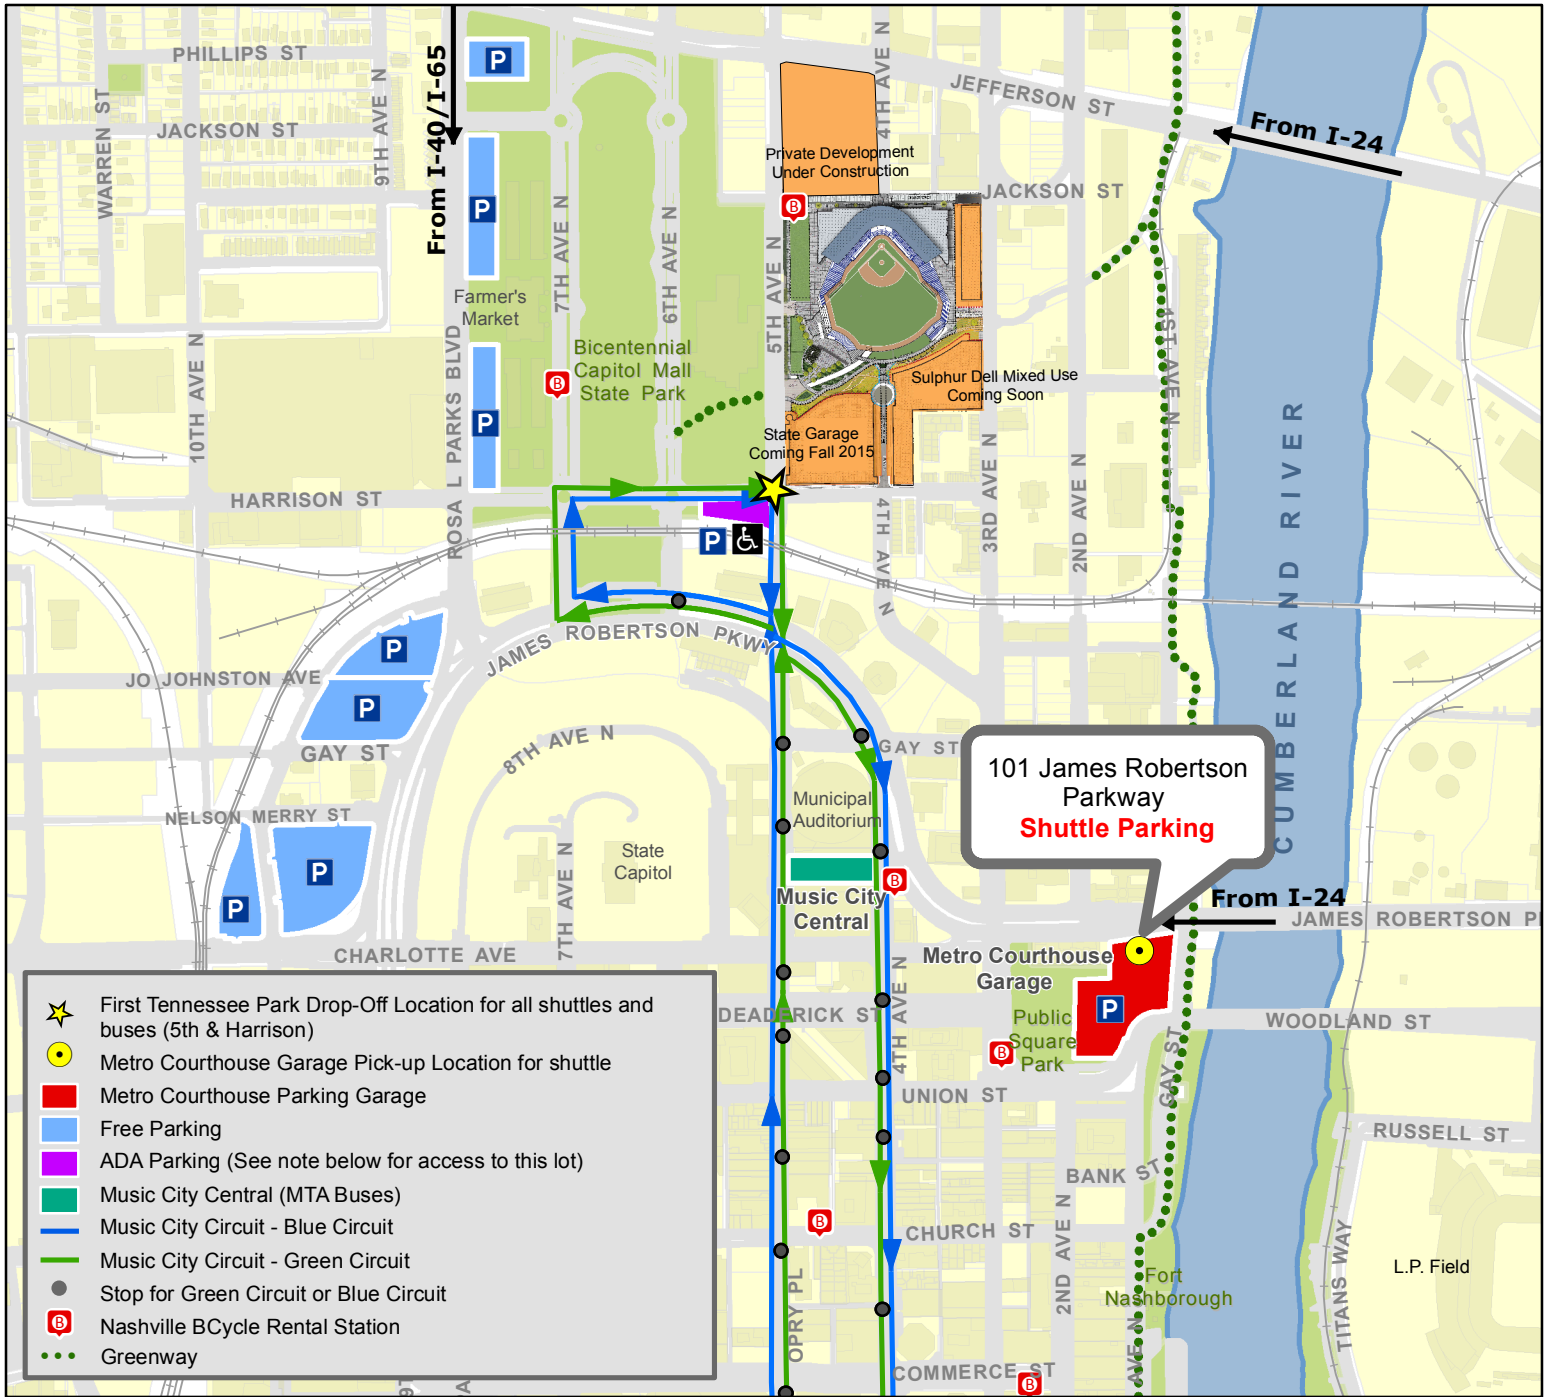 PHILLIPS ST
WARREN ST
JACKSON ST
9TH AVE N
From I-40/I-65
P
P
P
4TH AVE N
JEFFERSON ST
From I-24
Private Development
Under Construction
B
JACKSON ST
7TH AVE N
6TH AVE N
5TH AVE N
Farmer's
Market
10TH AVE N
ROSA L PARKS BLVD
B
Bicentennial
Capitol Mall
State Park
1ST AVE N
Sulphur Dell Mixed Use
Coming Soon
State Garage
Coming Fall 2015
HARRISON ST
P
4TH AVE N
3RD AVE N
2ND AVE N
CUMBERLAND RIVER
JAMES ROBERTSON PKWY
P
JO JOHNSTON AVE
P
GAY ST
8TH AVE N
GAY ST
101 James Robertson
Parkway
Shuttle Parking
NELSON MERRY ST
P
P
7TH AVE N
State
Capitol
Municipal
Auditorium
B
Music City
Central
From I-24
JAMES ROBERTSON P
CHARLOTTE AVE
Metro Courthouse
Garage
4TH AVE N
DEADERICK ST
P
Public
Square
Park
B
WOODLAND ST
GAY ST
UNION ST
RUSSELL ST
BANK ST
B
CHURCH ST
2ND AVE N
TITANS WAY
L.P. Field
Fort
Nashborough
OPRY PL
AVE N
COMMERCE ST
B
First Tennessee Park Drop-Off Location for all shuttles and
buses (5th & Harrison)
Metro Courthouse Garage Pick-up Location for shuttle
Metro Courthouse Parking Garage
Free Parking
ADA Parking (See note below for access to this lot)
Music City Central (MTA Buses)
Music City Circuit - Blue Circuit
Music City Circuit - Green Circuit
Stop for Green Circuit or Blue Circuit
B
Nashville BCycle Rental Station
Greenway